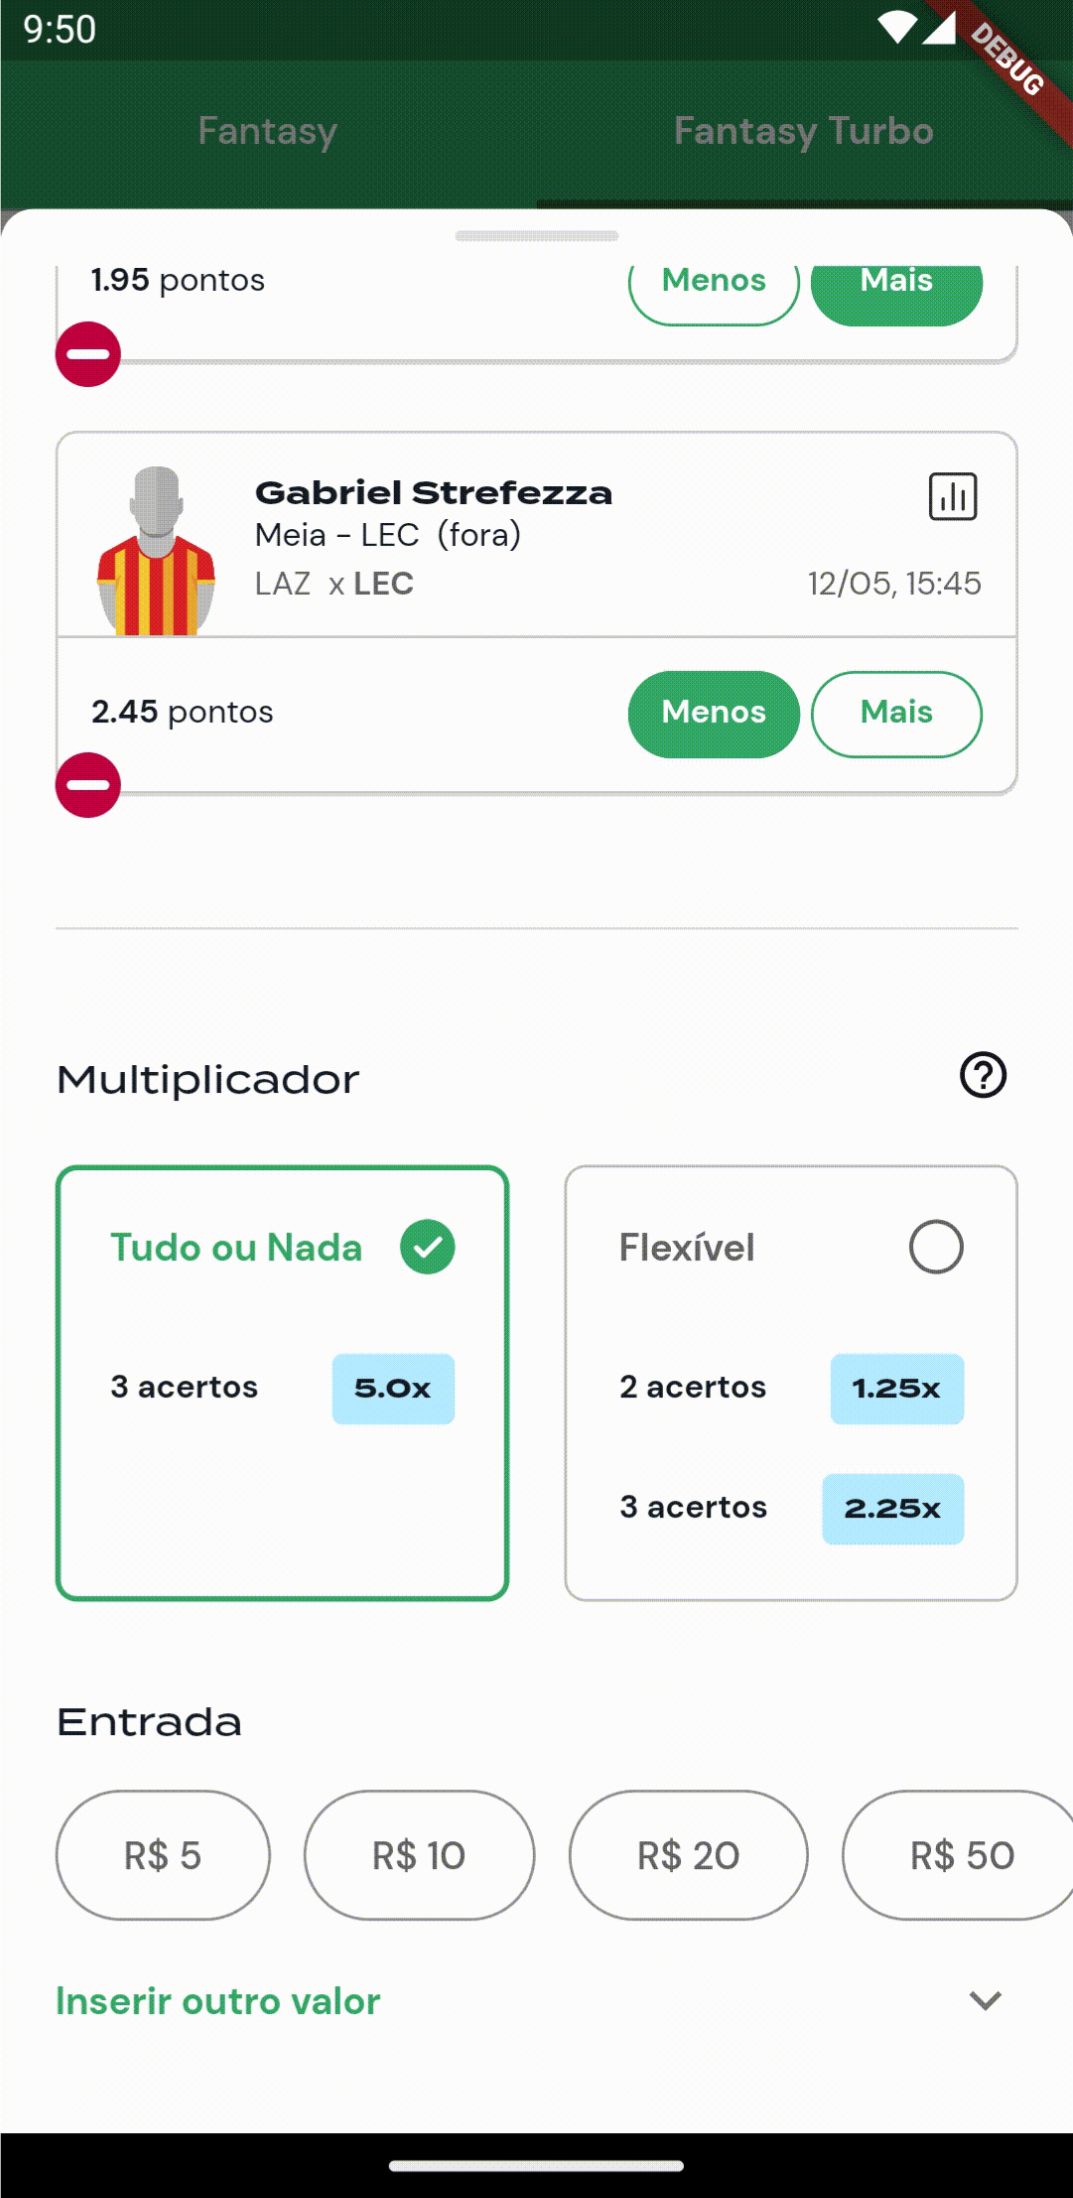 9:50
DEBUG
Fantasy
Fantasy Turbo
1.95 pontos
Menos
Mais
Gabriel Strefezza
Meia - LEC (fora)
LAZ x LEC
12/05, 15:45
2.45 pontos
Menos
Mais
Multiplicador
?
Tudo ou Nada
3 acertos
5.0x
Flexível
2 acertos
1.25x
3 acertos
2.25x
Entrada
R$ 5
R$ 10
R$ 20
R$ 50
Inserir outro valor